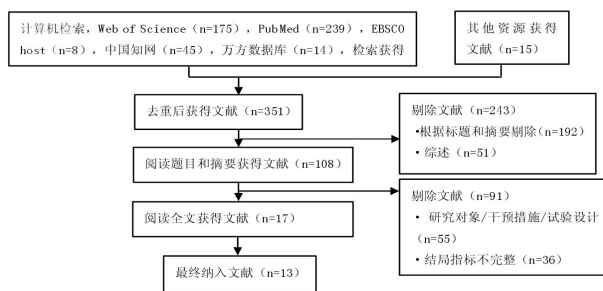 计算机检索，Web of Science（n=175），PubMed（n=239），EBSCO
host（n=8），中国知网（n=45），万方数据库（n=14），检索获得
其他资源获得
文献（n=15）
去重后获得文献（n=351）
剔除文献（n=243）
•根据标题和摘要剔除(n=192）
•综述（n=51）
阅读题目和摘要获得文献（n=108）
剔除文献（n=91）
• 研究对象/干预措施/试验设计
（n=55）
•结局指标不完整（n=36）
阅读全文获得文献（n=17）
最终纳入文献（n=13）